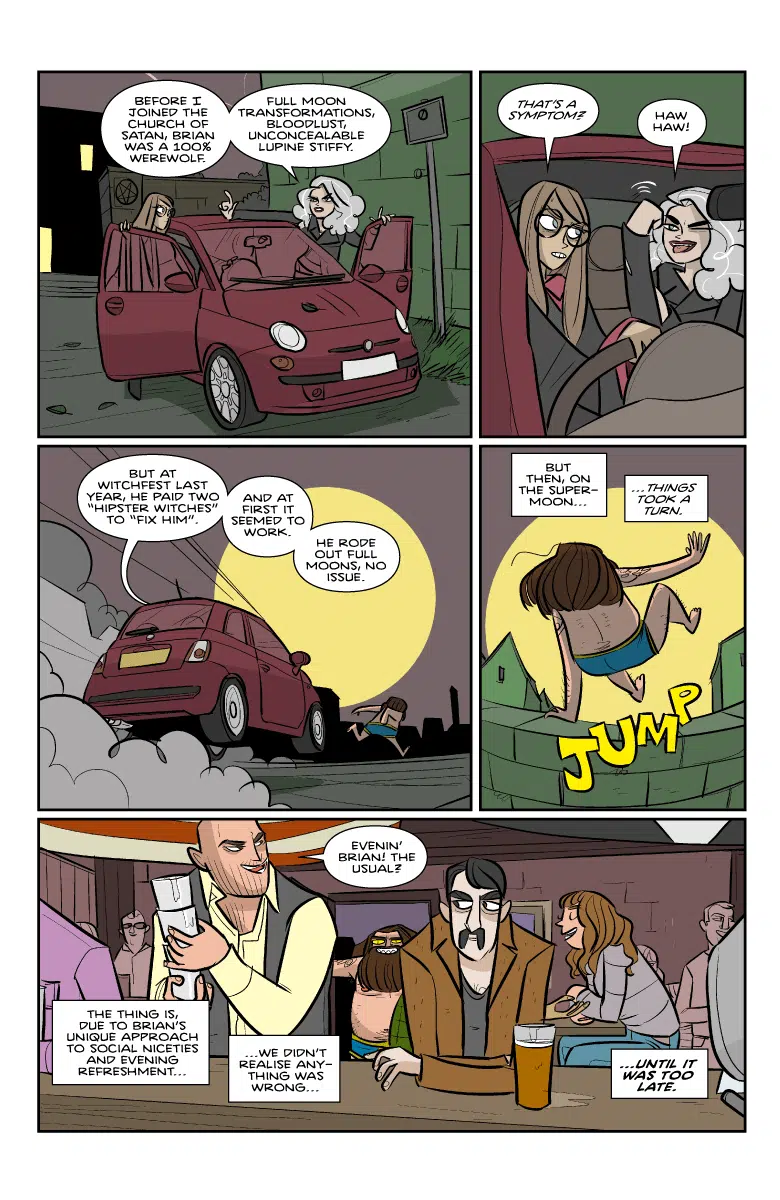 BEFORE I
JOINED THE
CHURCH OF
SATAN, BRIAN
WAS A 100%
WEREWOLF.
FULL MOON
TRANSFORMATIONS,
BLOODLUST,
UNCONCEALABLE
LUPINE STIFFY.
THAT'S A
SYMPTOM?
HAW
HAW!
BUT AT
WITCHFEST LAST
YEAR, HE PAID TWO
"HIPSTER WITCHES"
TO "FIX HIM".
AND AT
FIRST IT
SEEMED TO
WORK.
HE RODE
OUT FULL
MOONS, NO
ISSUE.
BUT
THEN, ON
THE SUPER-
MOON...
...THINGS
TOOK A
TURN.
JUMP
EVENIN'
BRIAN! THE
USUAL?
THE THING IS,
DUE TO BRIAN'S
UNIQUE APPROACH
TO SOCIAL NICETIES
AND EVENING
REFRESHMENT...
...WE DIDN'T
REALISE ANY-
THING WAS
WRONG...
...UNTIL IT
WAS TOO
LATE.